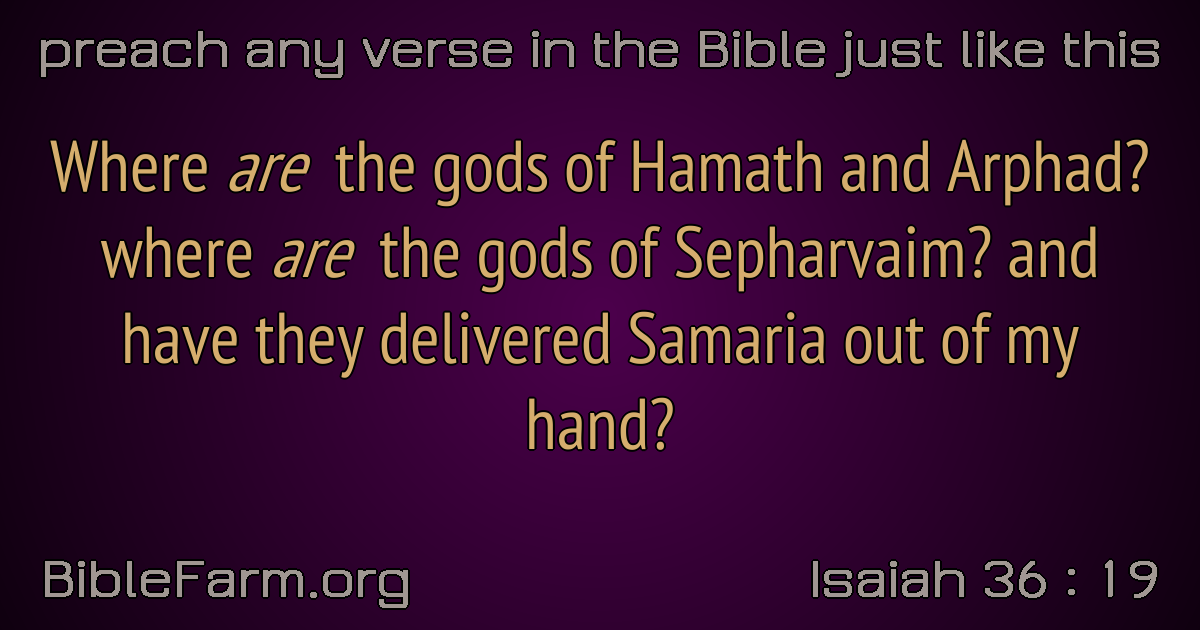 preach any verse in the Bible just like this
Where are the gods of Hamath and Arphad?
where are the gods of Sepharvaim? and
have they delivered Samaria out of my
hand?
BibleFarm.org
Isaiah 36 : 19